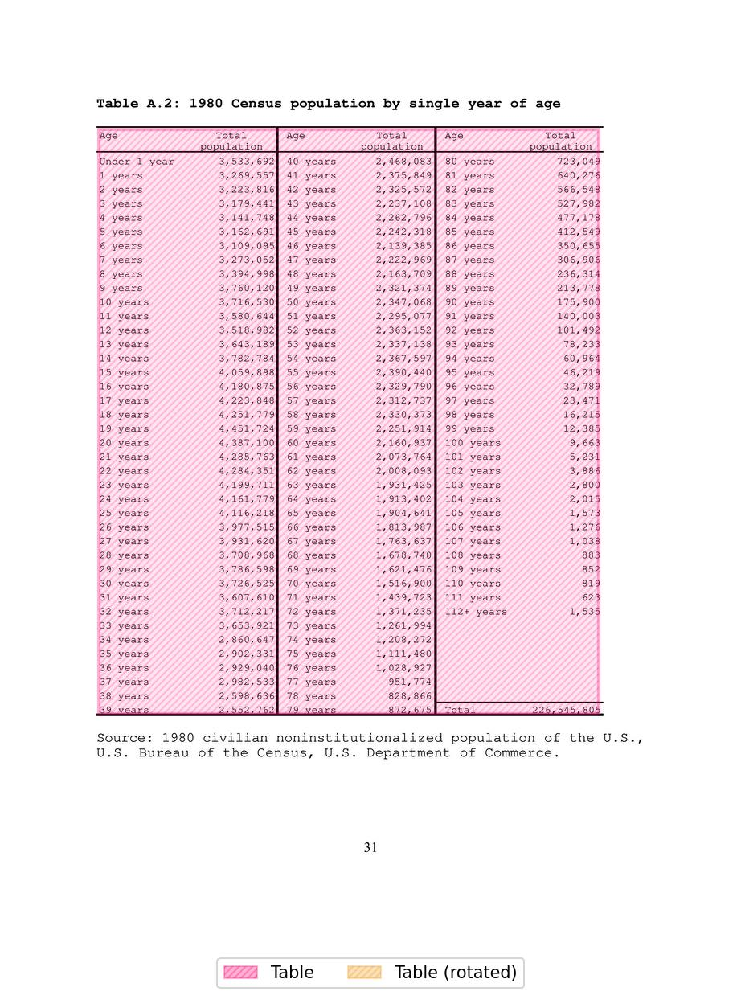 Table A.2: 1980 Census population by single year of age
Age Total population Age Total population Age Total population
Under 1 year 3,533,692 40 years 2,468,083 80 years 723,049
1 years 3,269,557 41 years 2,375,849 81 years 640,276
2 years 3,223,816 42 years 2,325,572 82 years 566,548
3 years 3,179,441 43 years 2,237,108 83 years 527,982
4 years 3,141,748 44 years 2,262,796 84 years 477,178
5 years 3,162,691 45 years 2,242,318 85 years 412,549
6 years 3,109,095 46 years 2,139,385 86 years 350,655
7 years 3,273,052 47 years 2,222,969 87 years 306,906
8 years 3,394,998 48 years 2,163,709 88 years 236,314
9 years 3,760,120 49 years 2,321,374 89 years 213,778
10 years 3,716,530 50 years 2,347,068 90 years 175,900
11 years 3,580,644 51 years 2,295,077 91 years 140,003
12 years 3,518,982 52 years 2,363,152 92 years 101,492
13 years 3,643,189 53 years 2,337,138 93 years 78,233
14 years 3,782,784 54 years 2,367,597 94 years 60,964
15 years 4,059,898 55 years 2,390,440 95 years 46,219
16 years 4,180,875 56 years 2,329,790 96 years 32,789
17 years 4,223,848 57 years 2,312,737 97 years 23,471
18 years 4,251,779 58 years 2,330,373 98 years 16,215
19 years 4,451,724 59 years 2,251,914 99 years 12,385
20 years 4,387,100 60 years 2,160,937 100 years 9,663
21 years 4,285,763 61 years 2,073,764 101 years 5,231
22 years 4,284,351 62 years 2,008,093 102 years 3,886
23 years 4,199,711 63 years 1,931,425 103 years 2,800
24 years 4,161,779 64 years 1,913,402 104 years 2,015
25 years 4,116,218 65 years 1,904,641 105 years 1,573
26 years 3,977,515 66 years 1,813,987 106 years 1,276
27 years 3,931,620 67 years 1,763,637 107 years 1,038
28 years 3,708,968 68 years 1,678,740 108 years 883
29 years 3,786,598 69 years 1,621,476 109 years 852
30 years 3,726,525 70 years 1,516,900 110 years 819
31 years 3,607,610 71 years 1,439,723 111 years 623
32 years 3,712,217 72 years 1,371,235 112+ years 1,535
33 years 3,653,921 73 years 1,261,994
34 years 2,860,647 74 years 1,208,272
35 years 2,902,331 75 years 1,111,480
36 years 2,929,040 76 years 1,028,927
37 years 2,982,533 77 years 951,774
38 years 2,598,636 78 years 828,866
39 years 2,552,762 79 years 872,675 Total 226,545,805
Source: 1980 civilian noninstitutionalized population of the U.S.,
U.S. Bureau of the Census, U.S. Department of Commerce.
31
Table Table (rotated)